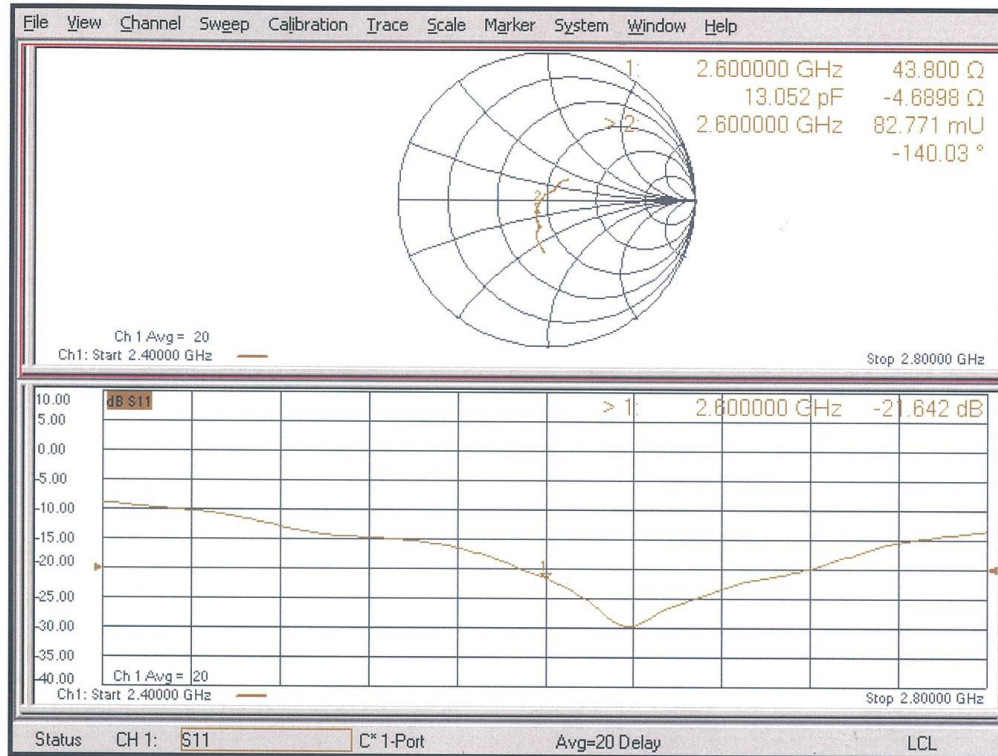 File View Channel Sweep Calibration Trace Scale Marker System Window Help
1: 2.600000 GHz 43.800 Ω
13.052 pF -4.6898 Ω
> 2: 2.600000 GHz 82.771 mU
-140.03 °
2
Ch 1 Avg = 20
Ch1: Start 2.40000 GHz Stop 2.80000 GHz
10.00 dB S11 > 1: 2.600000 GHz -21.642 dB
5.00
0.00
-5.00
-10.00
-15.00
-20.00 1
-25.00
-30.00
-35.00
-40.00 Ch 1 Avg = 20
Ch1: Start 2.40000 GHz Stop 2.80000 GHz
Status CH 1: S11 C* 1-Port Avg=20 Delay LCL